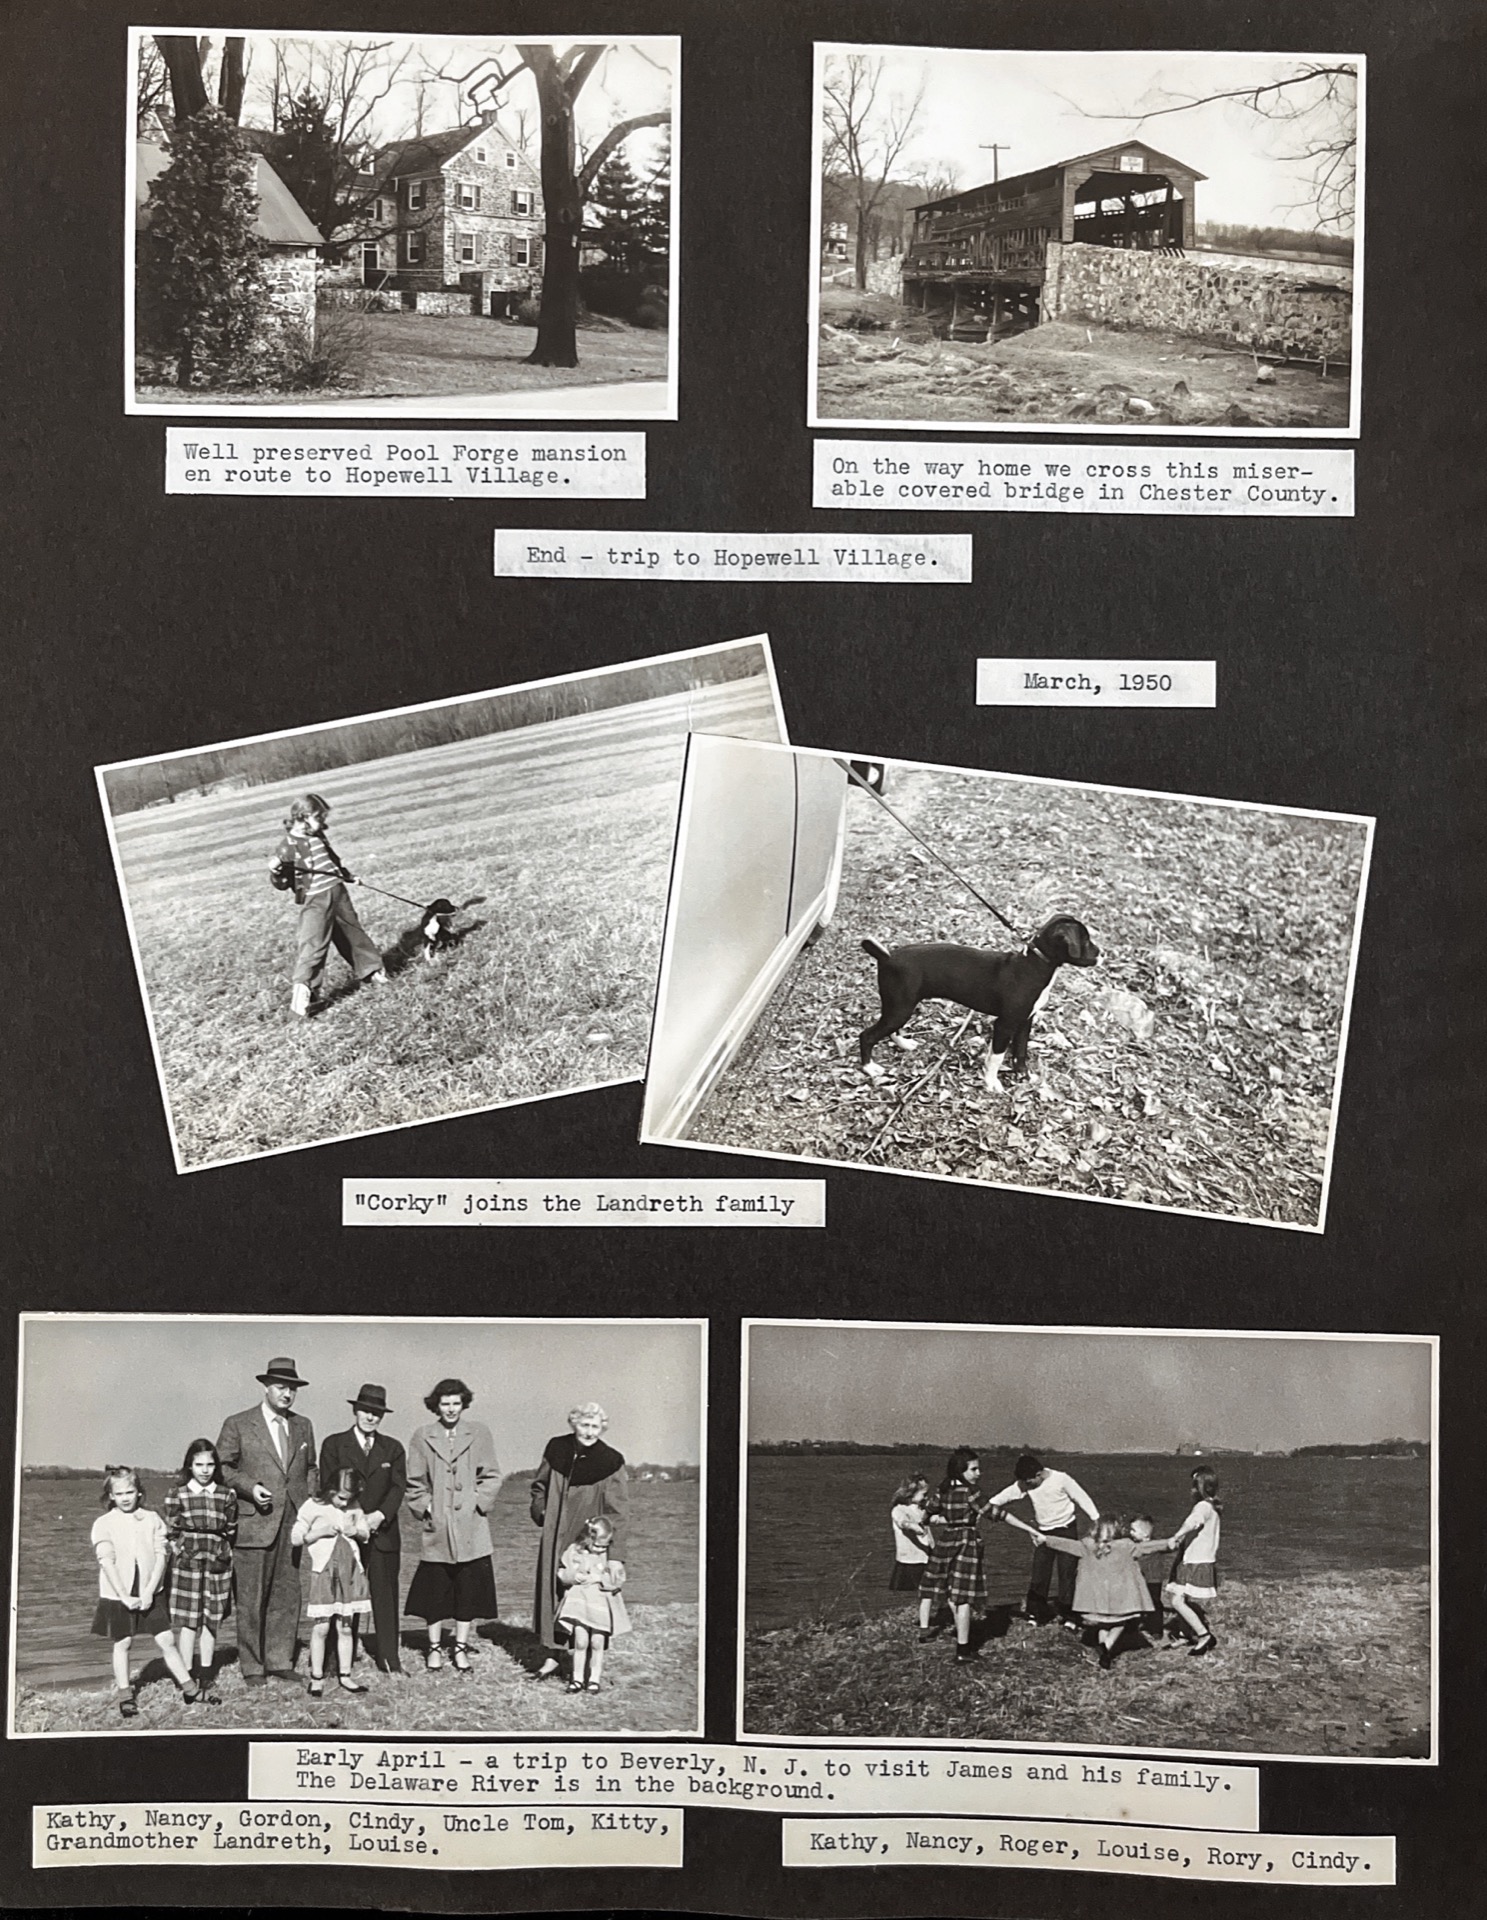 Well preserved Pool Forge mansion
en route to Hopewell Village.
On the way home we cross this miser-
able covered bridge in Chester County.
End - trip to Hopewell Village.
March, 1950
"Corky" joins the Landreth family
Early April - a trip to Beverly, N. J. to visit James and his family.
The Delaware River is in the background.
Kathy, Nancy, Gordon, Cindy, Uncle Tom, Kitty,
Grandmother Landreth, Louise.
Kathy, Nancy, Roger, Louise, Rory, Cindy.